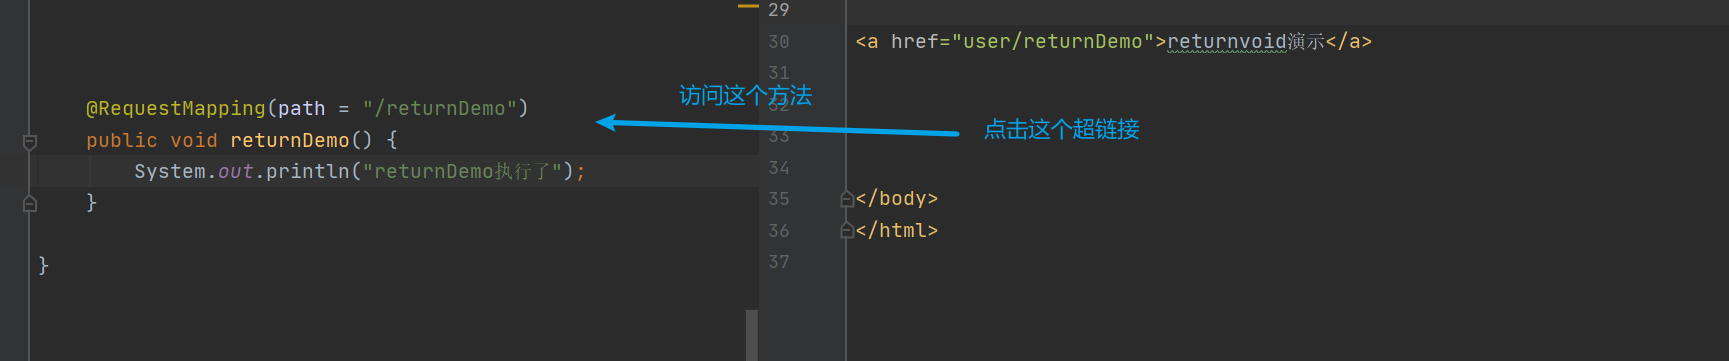 @RequestMapping(path = "/returnDemo")
public void returnDemo() {
System.out.println("returnDemo执行了");
}
}
访问这个方法
点击这个超链接
29
30 <a href="user/returnDemo">returnvoid演示</a>
31
32
33
34
35 </body>
36 </html>
37